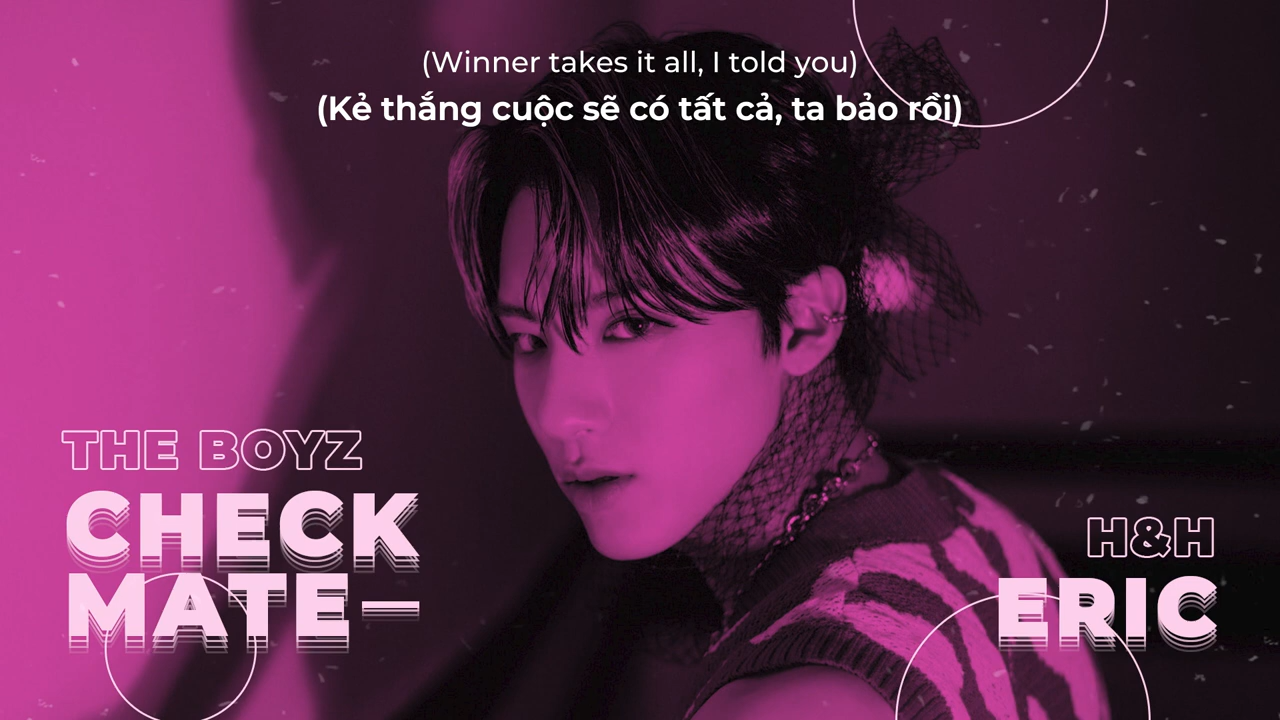 (Winner takes it all, I told you)
(Kẻ thắng cuộc sẽ có tất cả, ta bảo rồi)
THE BOYZ
CHECK
MATE–
H&H
ERIC